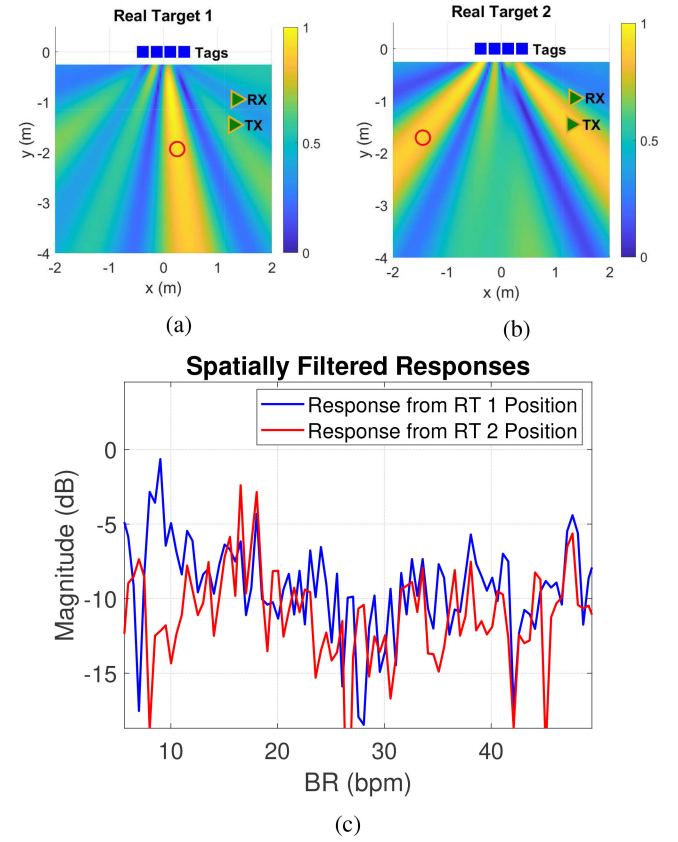 Real Target 1
0
-1
-2
-3
-4
y (m)
Tags
RX
TX
1
0.5
0
-2 -1 0 1 2
x (m)
(a)
Real Target 2
0
-1
-2
-3
-4
y (m)
Tags
RX
TX
1
0.5
0
-2 -1 0 1 2
x (m)
(b)
Spatially Filtered Responses
Response from RT 1 Position
Response from RT 2 Position
0
-5
-10
-15
Magnitude (dB)
10 20 30 40
BR (bpm)
(c)